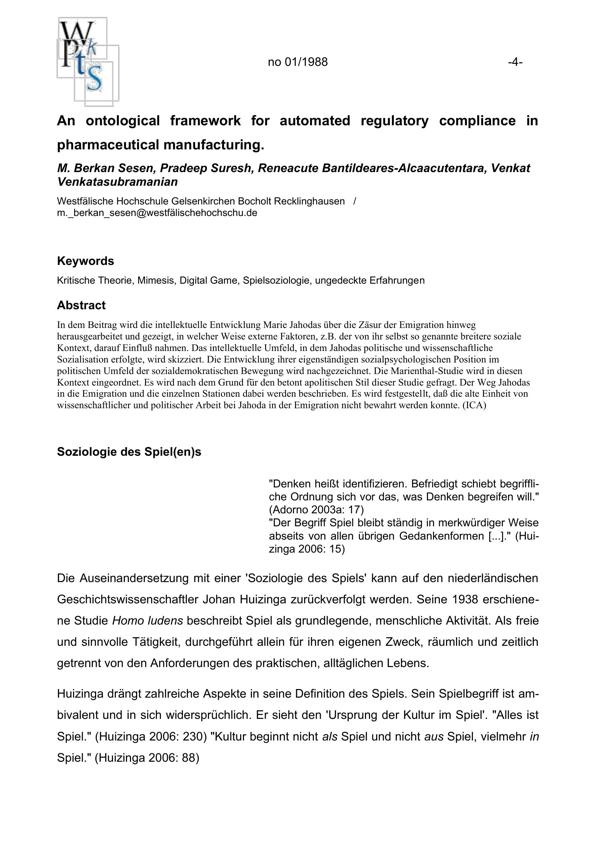 W
P k
t s
no 01/1988 -4-
An ontological framework for automated regulatory compliance in
pharmaceutical manufacturing.
M. Berkan Sesen, Pradeep Suresh, Reneacute Bantildeares-Alcaacutentara, Venkat
Venkatasubramanian
Westfälische Hochschule Gelsenkirchen Bocholt Recklinghausen /
m._berkan_sesen@westfälischehochschu.de
Keywords
Kritische Theorie, Mimesis, Digital Game, Spielsoziologie, ungedeckte Erfahrungen
Abstract
In dem Beitrag wird die intellektuelle Entwicklung Marie Jahodas über die Zäsur der Emigration hinweg
herausgearbeitet und gezeigt, in welcher Weise externe Faktoren, z.B. der von ihr selbst so genannte breitere soziale
Kontext, darauf Einfluß nahmen. Das intellektuelle Umfeld, in dem Jahodas politische und wissenschaftliche
Sozialisation erfolgte, wird skizziert. Die Entwicklung ihrer eigenständigen sozialpsychologischen Position im
politischen Umfeld der sozialdemokratischen Bewegung wird nachgezeichnet. Die Marienthal-Studie wird in diesen
Kontext eingeordnet. Es wird nach dem Grund für den betont apolitischen Stil dieser Studie gefragt. Der Weg Jahodas
in die Emigration und die einzelnen Stationen dabei werden beschrieben. Es wird festgestellt, daß die alte Einheit von
wissenschaftlicher und politischer Arbeit bei Jahoda in der Emigration nicht bewahrt werden konnte. (ICA)
Soziologie des Spiel(en)s
"Denken heißt identifizieren. Befriedigt schiebt begriffli-
che Ordnung sich vor das, was Denken begreifen will."
(Adorno 2003a: 17)
"Der Begriff Spiel bleibt ständig in merkwürdiger Weise
abseits von allen übrigen Gedankenformen [...]." (Hui-
zinga 2006: 15)
Die Auseinandersetzung mit einer 'Soziologie des Spiels' kann auf den niederländischen
Geschichtswissenschaftler Johan Huizinga zurückverfolgt werden. Seine 1938 erschiene-
ne Studie Homo ludens beschreibt Spiel als grundlegende, menschliche Aktivität. Als freie
und sinnvolle Tätigkeit, durchgeführt allein für ihren eigenen Zweck, räumlich und zeitlich
getrennt von den Anforderungen des praktischen, alltäglichen Lebens.
Huizinga drängt zahlreiche Aspekte in seine Definition des Spiels. Sein Spielbegriff ist am-
bivalent und in sich widersprüchlich. Er sieht den 'Ursprung der Kultur im Spiel'. "Alles ist
Spiel." (Huizinga 2006: 230) "Kultur beginnt nicht als Spiel und nicht aus Spiel, vielmehr in
Spiel." (Huizinga 2006: 88)